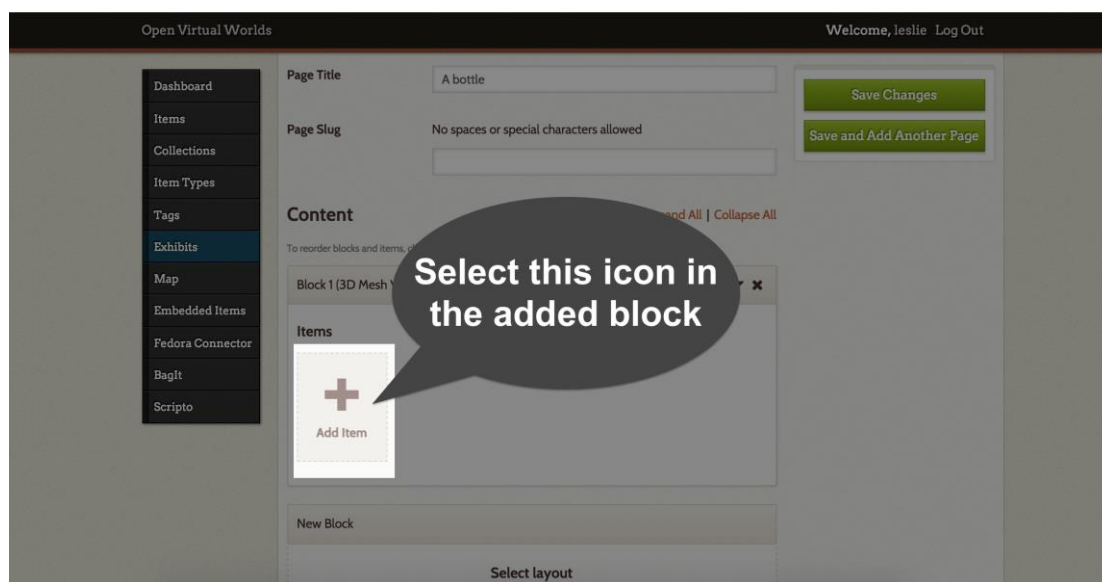 Open Virtual Worlds
Welcome, leslie Log Out
Dashboard
Items
Collections
Item Types
Tags
Exhibits
Map
Embedded Items
Fedora Connector
BagIt
Scripto
Page Title
A bottle
Page Slug
No spaces or special characters allowed
Save Changes
Save and Add Another Page
Content
All | Collapse All
To reorder blocks and items,
Block 1 (3D Mesh
Select this icon in
the added block
Items
Add Item
New Block
Select layout